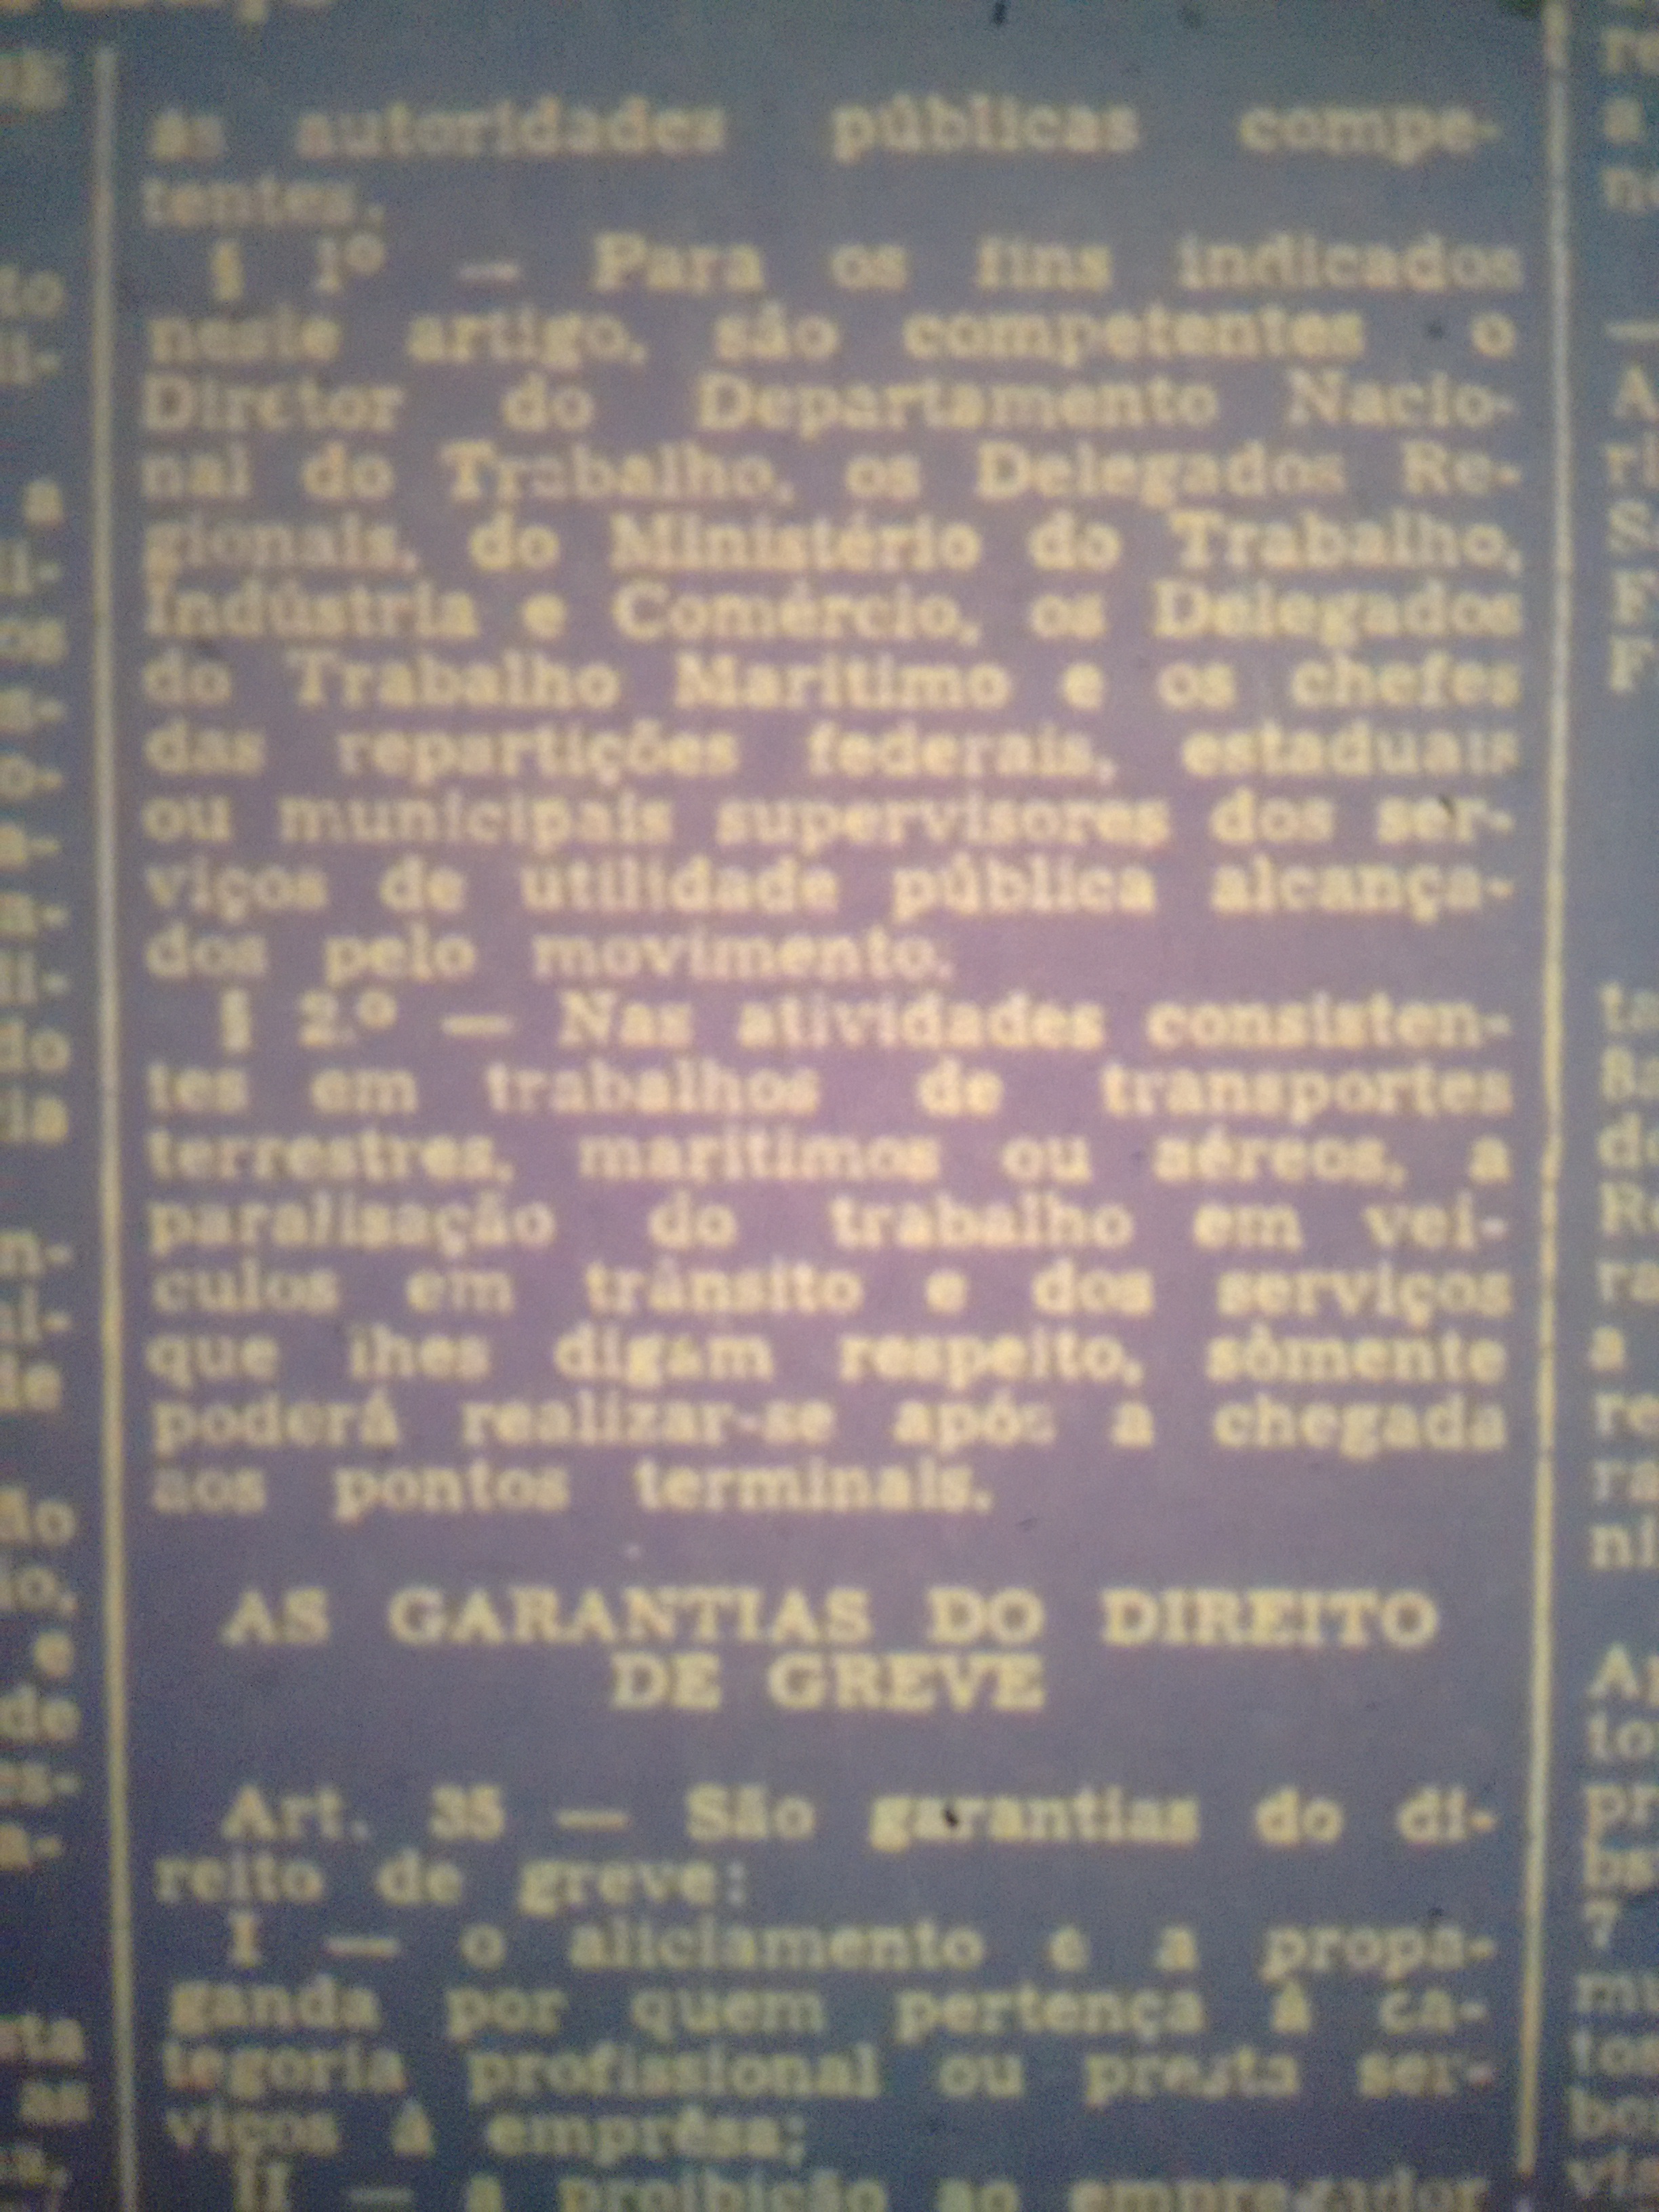 as autoridades públicas compe-
tentes.
§ 1º — Para os fins indicados
neste artigo, são competentes o
Diretor do Departamento Nacio-
nal do Trabalho, os Delegados Re-
gionais, do Ministério do Trabalho,
Indústria e Comércio, os Delegados
do Trabalho Marítimo e os chefes
das repartições federais, estaduais
ou municipais supervisores dos ser-
viços de utilidade pública alcança-
dos pelo movimento.
§ 2.º — Nas atividades consisten-
tes em trabalhos de transportes
terrestres, marítimos ou aéreos, a
paralisação do trabalho em veí-
culos em trânsito e dos serviços
que lhes digam respeito, sòmente
poderá realizar-se após a chegada
aos pontos terminais.
AS GARANTIAS DO DIREITO
DE GREVE
Art. 35 — São garantias do di-
reito de greve:
I — o aliciamento e a propa-
ganda por quem pertença à ca-
tegoria profissional ou presta ser-
viços à emprêsa;
II — a proibição ao empregador